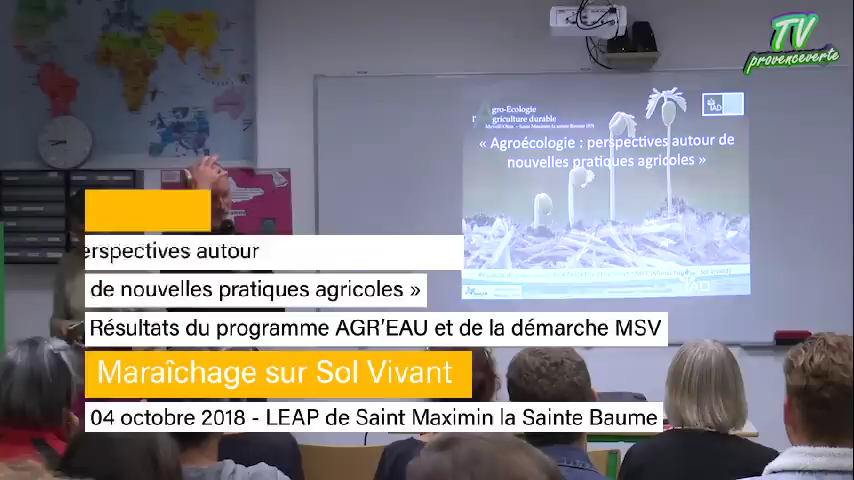 TV
provenceverte
Agro-Ecologie
griculture durable
IAD
« Agroécologie : perspectives autour de
nouvelles pratiques agricoles »
erspectives autour
de nouvelles pratiques agricoles »
Résultats du programme AGR'EAU et de la démarche MSV
Maraîchage sur Sol Vivant
04 octobre 2018 - LEAP de Saint Maximin la Sainte Baume